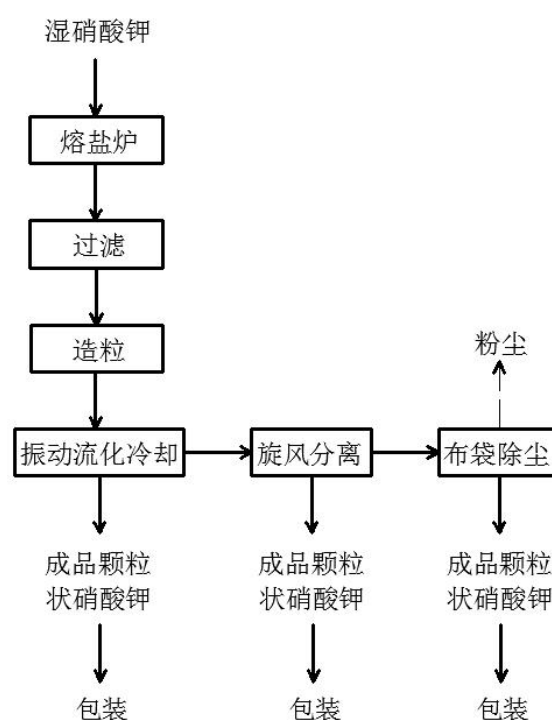 湿硝酸钾
熔盐炉
过滤
造粒
粉尘
振动流化冷却
旋风分离
布袋除尘
成品颗粒
状硝酸钾
成品颗粒
状硝酸钾
成品颗粒
状硝酸钾
包装
包装
包装